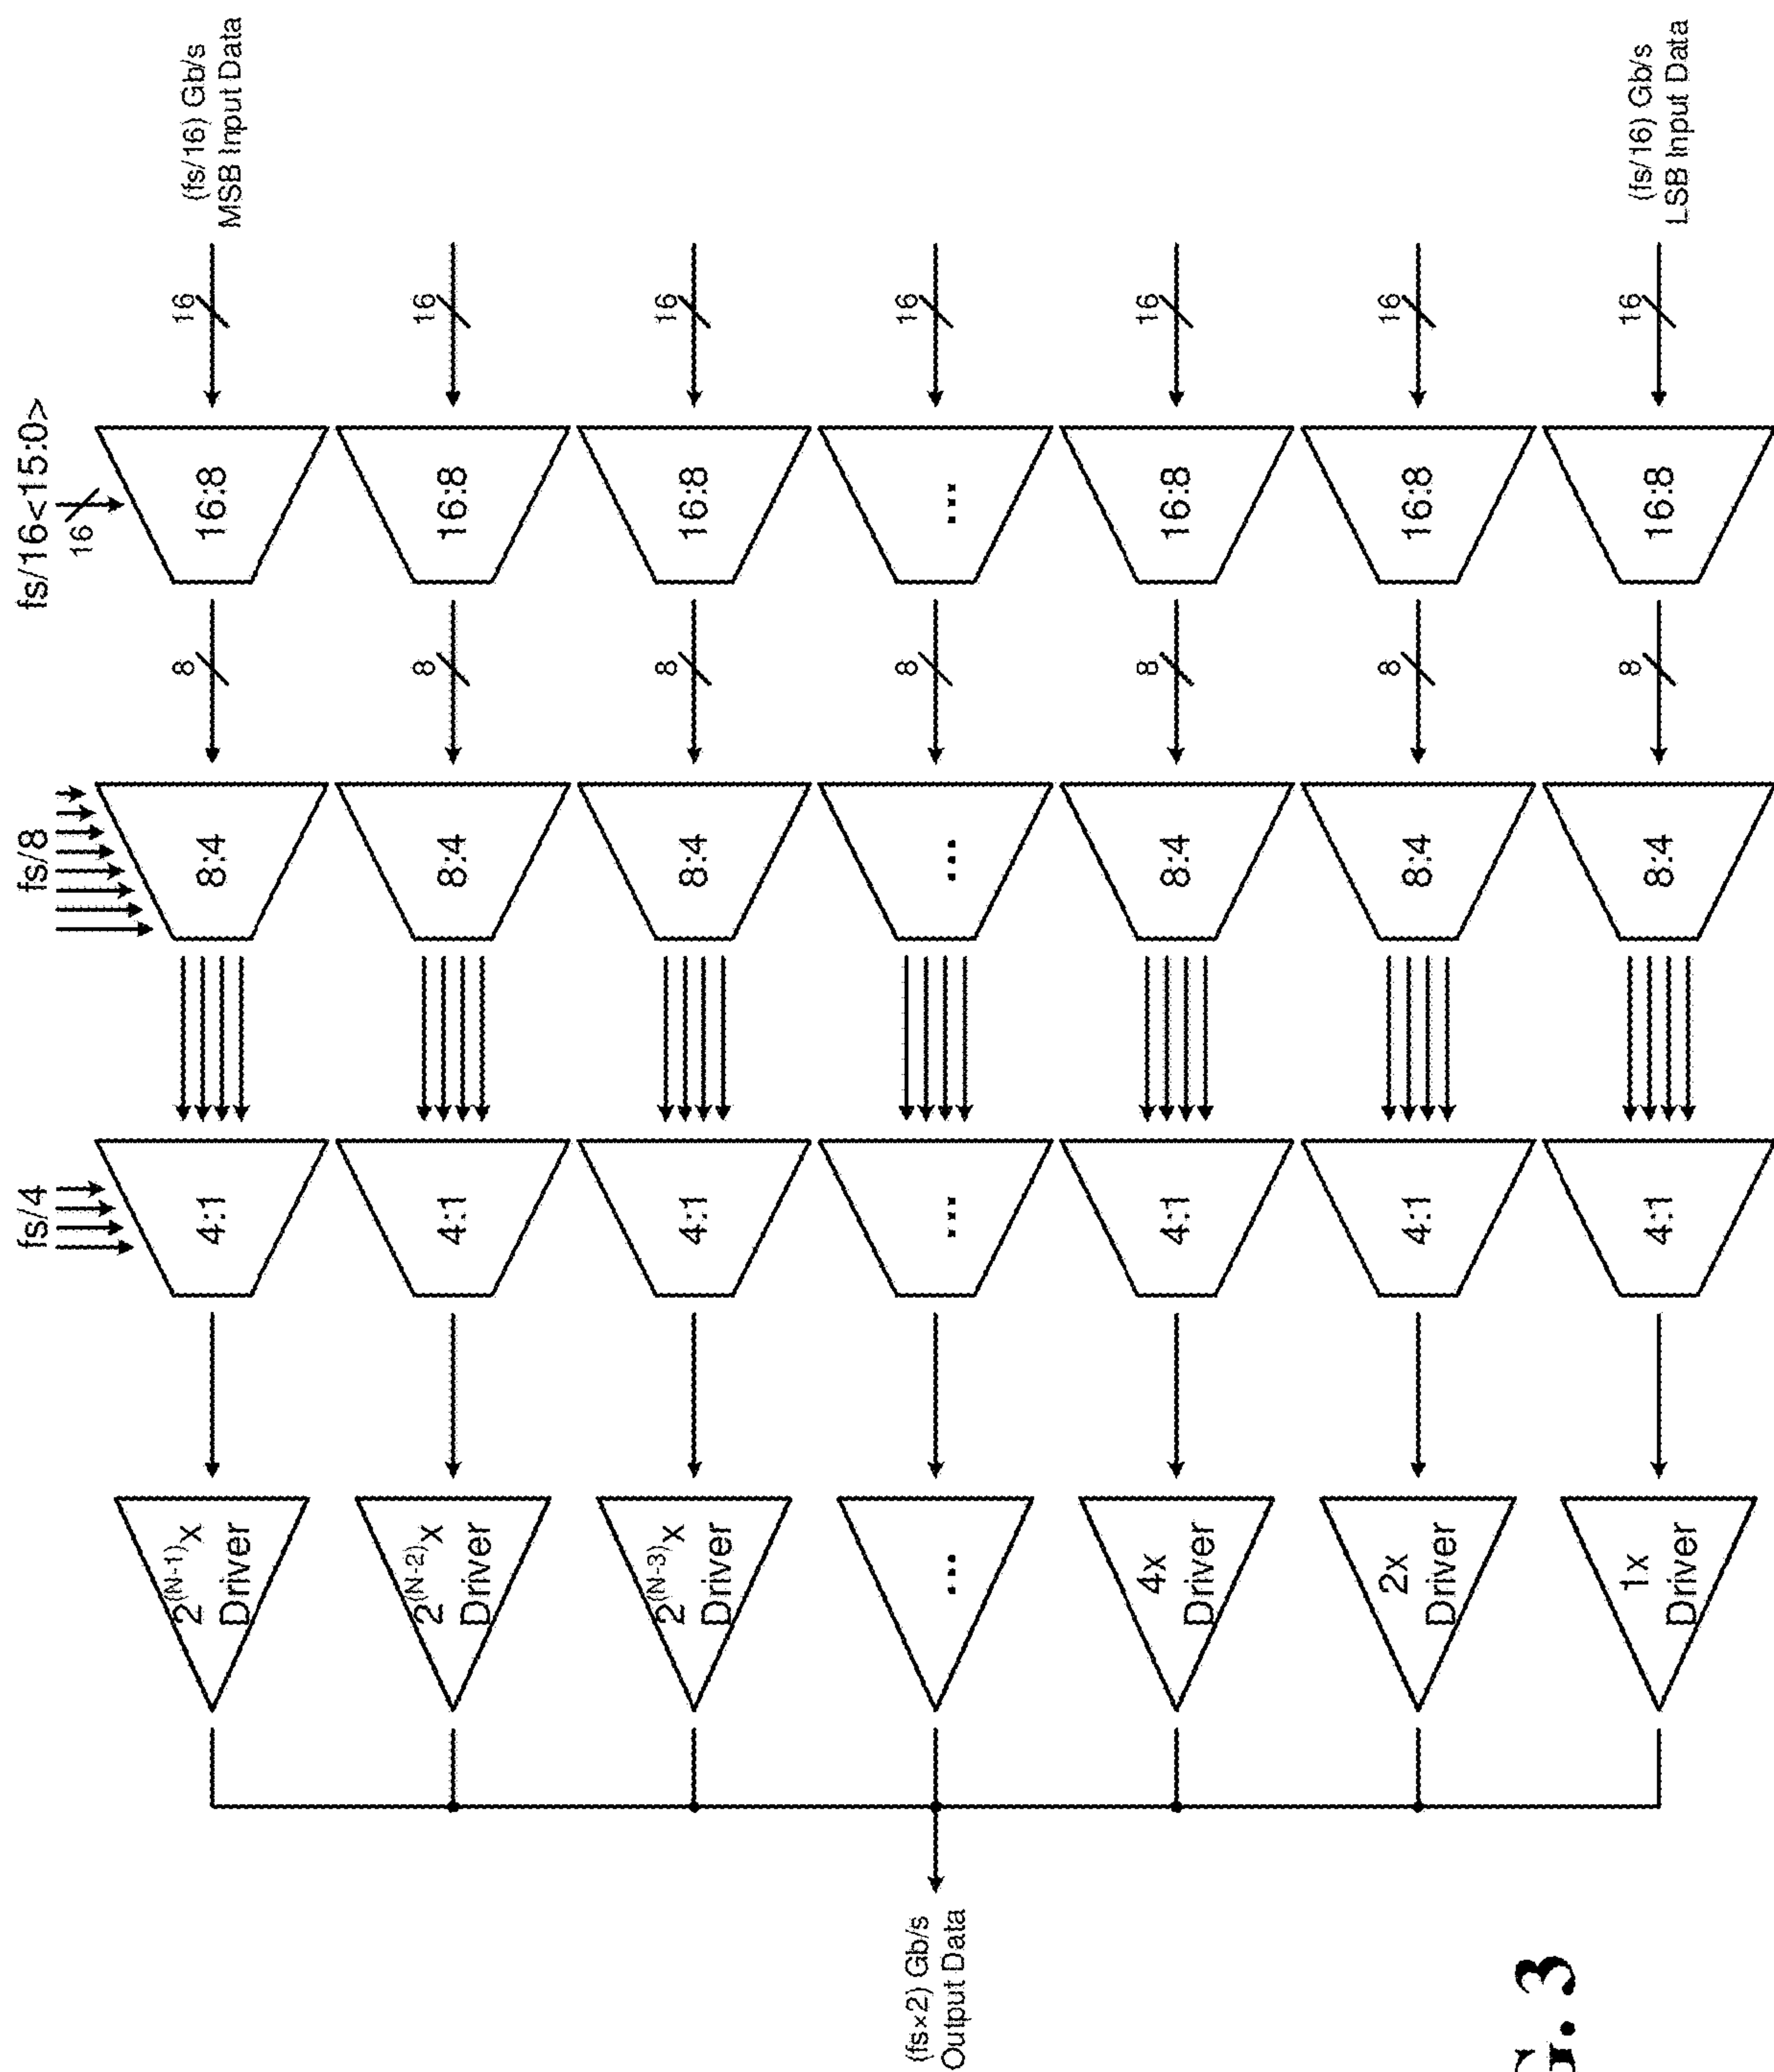 fs/4
fs/8
fs/16<15:0>
16
2^(N-1)x
Driver
4:1
8:4
8
16:8
16
(fs/16) Gb/s
MSB Input Data
2^(N-2)x
Driver
4:1
8:4
8
16:8
16
2^(N-3)x
Driver
4:1
8:4
8
16:8
16
(fs×2) Gb/s
Output Data
...
...
...
8
...
16
4x
Driver
4:1
8:4
8
16:8
16
2x
Driver
4:1
8:4
8
16:8
16
1x
Driver
4:1
8:4
8
16:8
16
(fs/16) Gb/s
LSB Input Data
G. 3